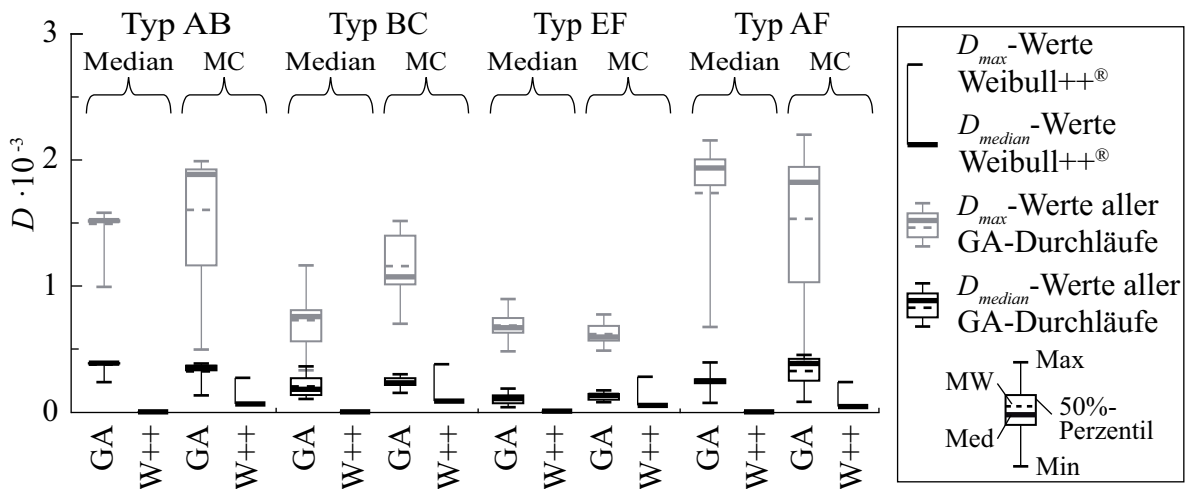 Typ AB Typ BC Typ EF Typ AF
Median MC Median MC Median MC Median MC
3
2
1
0
D · 10⁻³
GA W++ GA W++ GA W++ GA W++ GA W++ GA W++ GA W++ GA W++
Dmax-Werte
Weibull++®
Dmedian-Werte
Weibull++®
Dmax-Werte aller
GA-Durchläufe
Dmedian-Werte aller
GA-Durchläufe
Max
MW
50%-
Perzentil
Med
Min